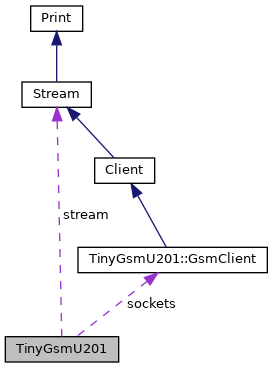 Print
Stream
Client
stream
TinyGsmU201::GsmClient
sockets
TinyGsmU201